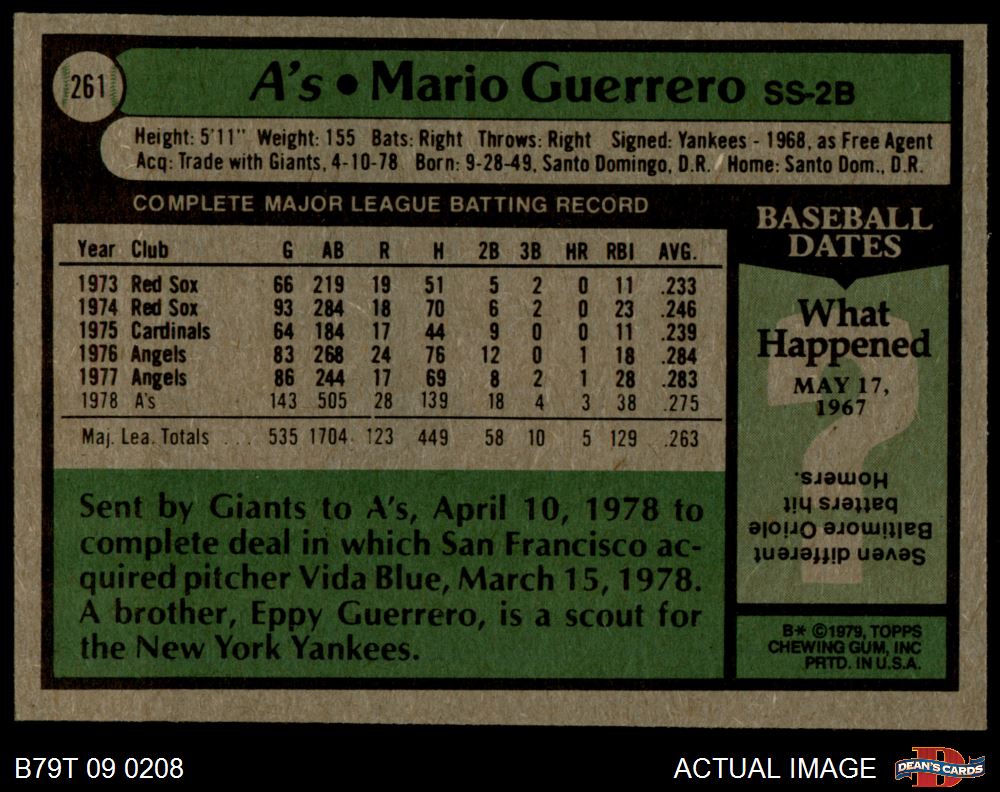 261
A's • Mario Guerrero SS-2B
Height: 5'11" Weight: 155 Bats: Right Throws: Right Signed: Yankees - 1968, as Free Agent
Acq: Trade with Giants, 4-10-78 Born: 9-28-49, Santo Domingo, D.R. Home: Santo Dom., D.R.
COMPLETE MAJOR LEAGUE BATTING RECORD
Year Club G AB R H 2B 3B HR RBI AVG.
1973 Red Sox 66 219 19 51 5 2 0 11 .233
1974 Red Sox 93 284 18 70 6 2 0 23 .246
1975 Cardinals 64 184 17 44 9 0 0 11 .239
1976 Angels 83 268 24 76 12 0 1 18 .284
1977 Angels 86 244 17 69 8 2 1 28 .283
1978 A's 143 505 28 139 18 4 3 38 .275
Maj. Lea. Totals ... 535 1704 123 449 58 10 5 129 .263
Sent by Giants to A's, April 10, 1978 to
complete deal in which San Francisco ac-
quired pitcher Vida Blue, March 15, 1978.
A brother, Eppy Guerrero, is a scout for
the New York Yankees.
BASEBALL
DATES
What
Happened
MAY 17,
1967
?
Seven different
Baltimore Oriole
batters hit
Homers.
B* ©1979, TOPPS
CHEWING GUM, INC
PRTD. IN U.S.A.
B79T 09 0208
ACTUAL IMAGE
D
DEAN'S CARDS